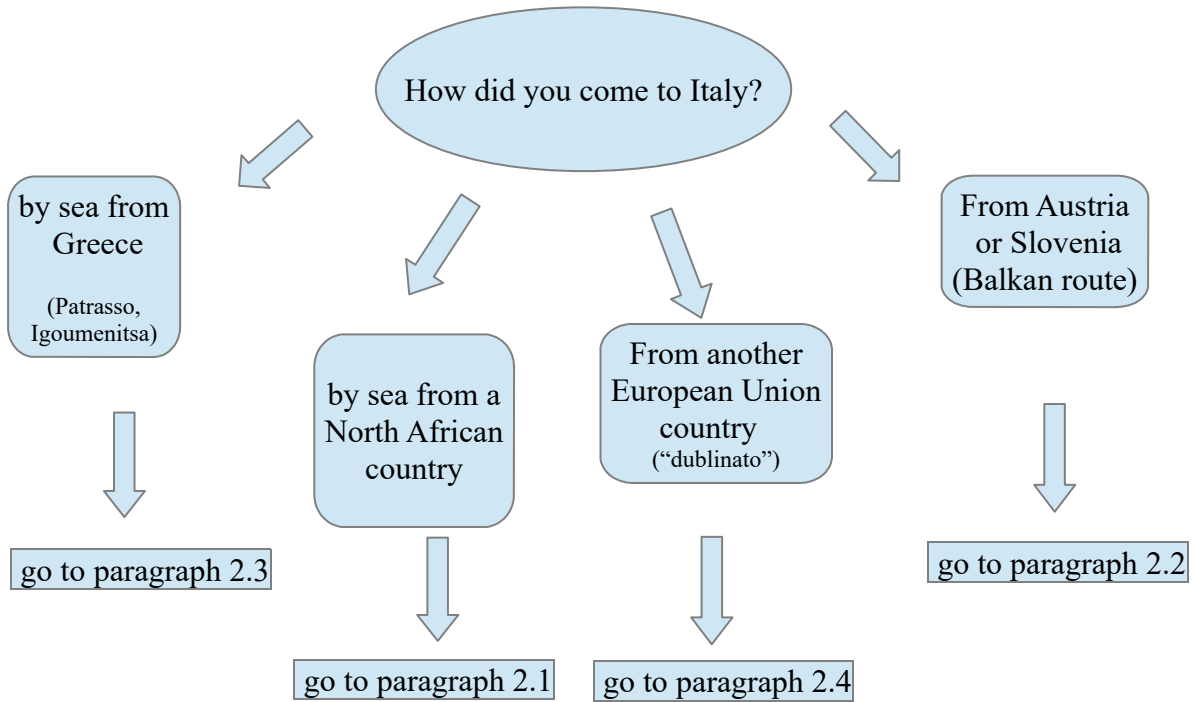 How did you come to Italy?
by sea from
Greece
(Patrasso,
Igoumenitsa)
go to paragraph 2.3
by sea from a
North African
country
go to paragraph 2.1
From another
European Union
country
(“dublinato”)
go to paragraph 2.4
From Austria
or Slovenia
(Balkan route)
go to paragraph 2.2